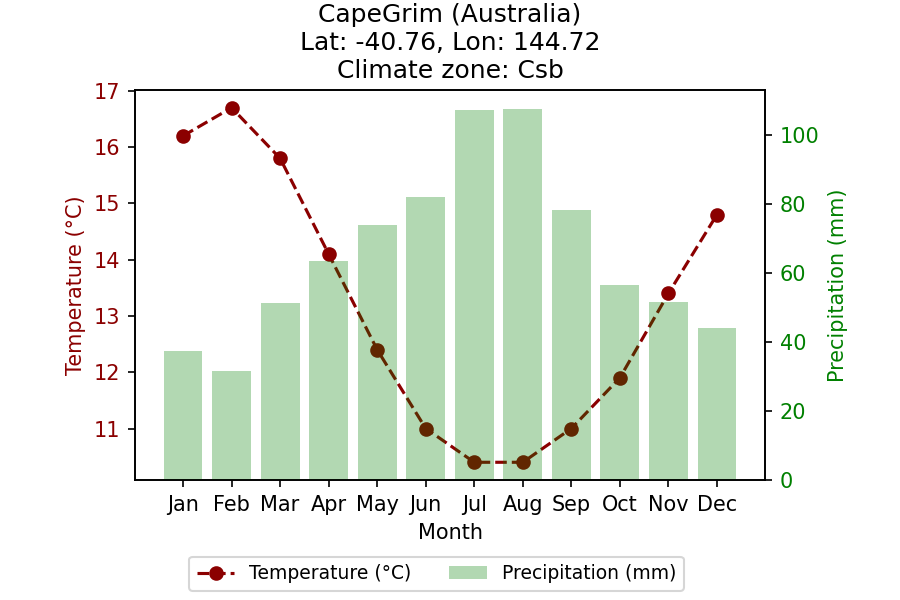 CapeGrim (Australia)
Lat: -40.76, Lon: 144.72
Climate zone: Csb
17
16
15
14
13
12
11
Temperature (°C)
100
80
60
40
20
0
Precipitation (mm)
Jan Feb Mar Apr May Jun Jul Aug Sep Oct Nov Dec
Month
Temperature (°C) Precipitation (mm)